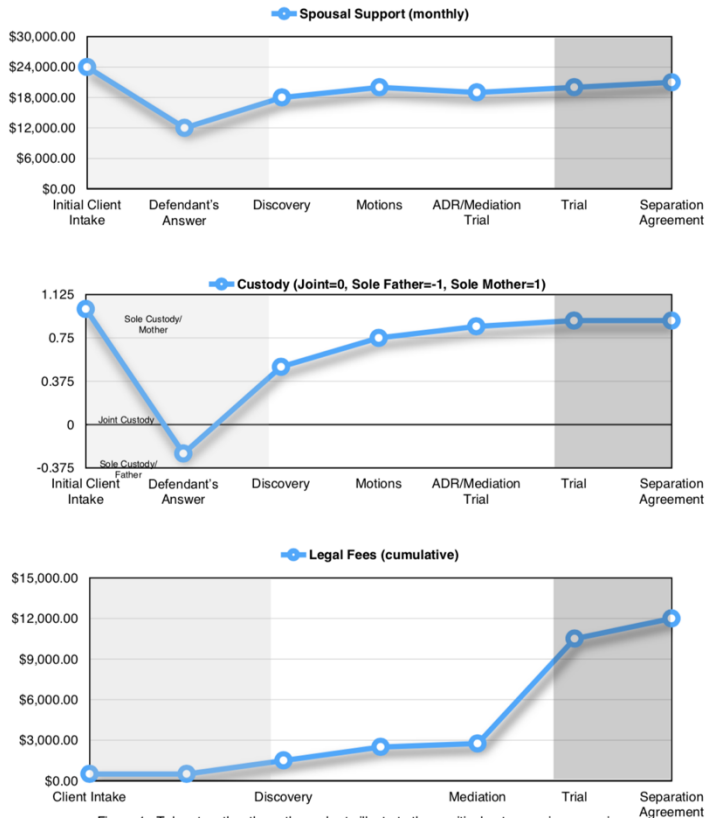 Spousal Support (monthly)
$30,000.00
$24,000.00
$18,000.00
$12,000.00
$6,000.00
$0.00
Initial Client Intake
Defendant's Answer
Discovery
Motions
ADR/Mediation Trial
Trial
Separation Agreement
Custody (Joint=0, Sole Father=-1, Sole Mother=1)
1.125
Sole Custody/
Mother
0.75
0.375
Joint Custody
0
Sole Custody/
Father
-0.375
Initial Client Intake
Defendant's Answer
Discovery
Motions
ADR/Mediation Trial
Trial
Separation Agreement
Legal Fees (cumulative)
$15,000.00
$12,000.00
$9,000.00
$6,000.00
$3,000.00
$0.00
Client Intake
Discovery
Mediation
Trial
Separation Agreement